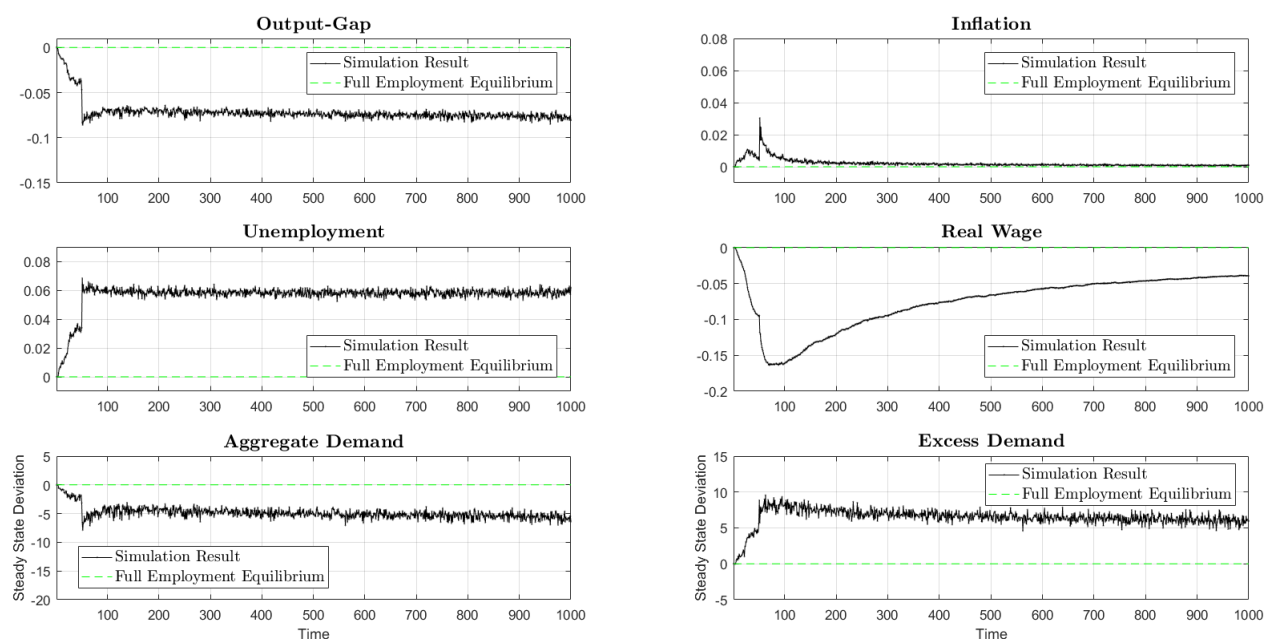 Output-Gap
0
-0.05
-0.1
-0.15
Simulation Result
Full Employment Equilibrium
100 200 300 400 500 600 700 800 900 1000
Inflation
0.08
0.06
0.04
0.02
0
Simulation Result
Full Employment Equilibrium
100 200 300 400 500 600 700 800 900 1000
Unemployment
0.08
0.06
0.04
0.02
0
Simulation Result
Full Employment Equilibrium
100 200 300 400 500 600 700 800 900 1000
Real Wage
0
-0.05
-0.1
-0.15
-0.2
Simulation Result
Full Employment Equilibrium
100 200 300 400 500 600 700 800 900 1000
Aggregate Demand
Steady State Deviation
5
0
-5
-10
-15
-20
Simulation Result
Full Employment Equilibrium
100 200 300 400 500 600 700 800 900 1000
Time
Excess Demand
Steady State Deviation
15
10
5
0
-5
Simulation Result
Full Employment Equilibrium
100 200 300 400 500 600 700 800 900 1000
Time